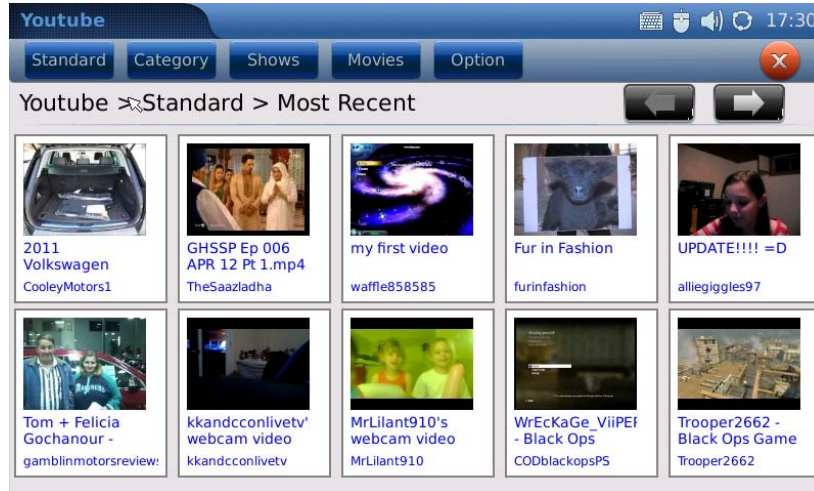 Youtube
17:30
Standard Category Shows Movies Option
Youtube > Standard > Most Recent
2011
Volkswagen
CooleyMotors1
GHSSP Ep 006
APR 12 Pt 1.mp4
TheSaazladha
my first video
waffle858585
Fur in Fashion
furinfashion
UPDATE!!!! =D
alliegiggles97
Tom + Felicia
Gochanour -
gamblinmotorsreviews
kkandcconlivetv'
webcam video
kkandcconlivetv
MrLilant910's
webcam video
MrLilant910
WrEcKaGe_ViiPEF
- Black Ops
CODblackopsPS
Trooper2662 -
Black Ops Game
Trooper2662